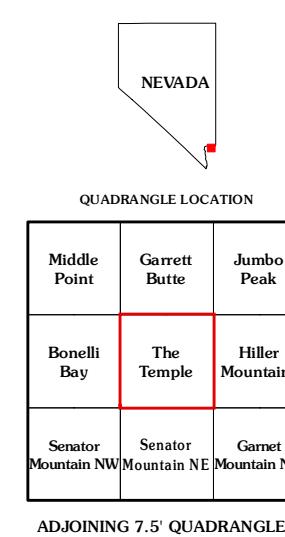 NEVADA
QUADRANGLE LOCATION
Middle Garrett Jumbo
Point Butte Peak
Bonelli The Hiller
Bay Temple
Senator Senator Garnet
Mountain NW Mountain NE Mountain
ADJOINING 7.5' QUADRANGLE